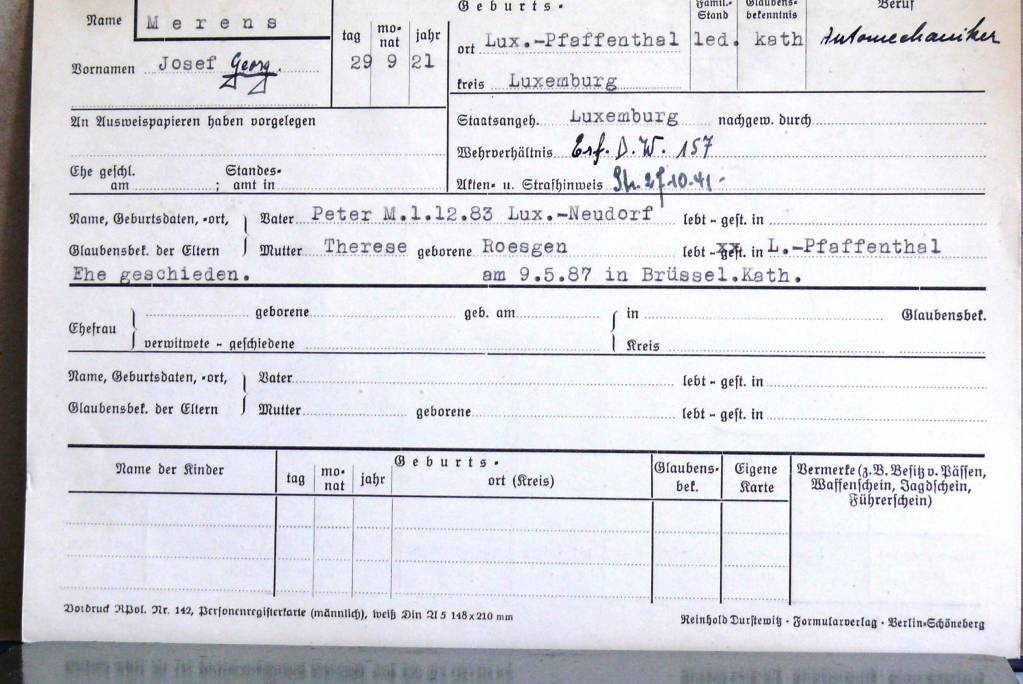 Geburts-
Famil.- Stand
Glaubens- bekenntnis
Beruf
Name Merens
tag monat jahr
ort Lux.-Pfaffenthal led. kath Automechaniker
Vornamen Josef Georg.
29 9 21
kreis Luxemburg
An Ausweispapieren haben vorgelegen
Staatsangeh. Luxemburg nachgew. durch
Wehrverhältnis Erf. D. W. 157
Ehe geschl. am ; Standes- amt in
Akten- u. Strafhinweis
Name, Geburtsdaten, -ort, Vater Peter M.1.12.83 Lux.-Neudorf lebt - gest. in
Glaubensbek. der Eltern Mutter Therese geborene Roesgen lebt - gest. in L.-Pfaffenthal
Ehe geschieden. am 9.5.87 in Brüssel.Kath.
Ehefrau geborene geb. am in Glaubensbek.
verwitwete - geschiedene Kreis
Name, Geburtsdaten, -ort, Vater lebt - gest. in
Glaubensbek. der Eltern Mutter geborene lebt - gest. in
Name der Kinder
Geburts-
tag monat jahr ort (Kreis)
Glaubens- bek.
Eigene Karte
Vermerke (z. B. Besitz v. Pässen,
Waffenschein, Jagdschein,
Führerschein)
Vordruck RPol. Nr. 142, Personenregisterkarte (männlich), weiß Din A 5 148 x 210 mm
Reinhold Durstewitz · Formularverlag · Berlin-Schöneberg